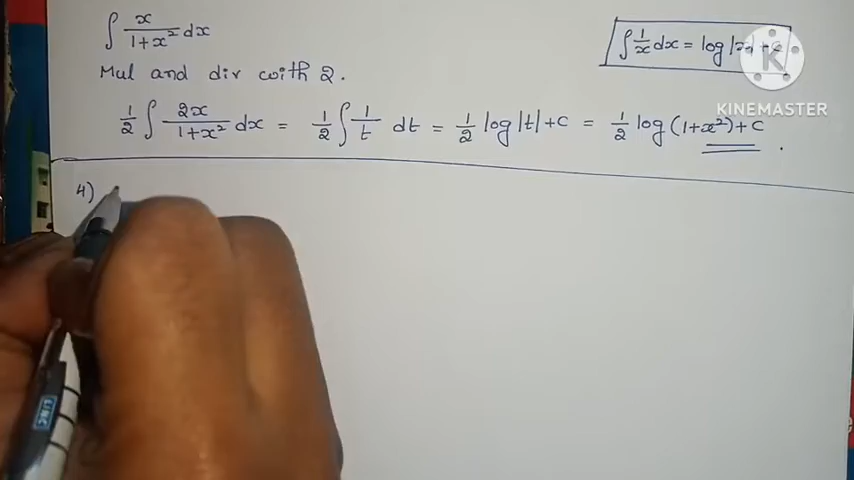 ∫ x/(1+x²) dx
∫ 1/x dx = log |x| + c
Mul and div with 2.
KINEMASTER
1/2 ∫ 2x/(1+x²) dx = 1/2 ∫ 1/t dt = 1/2 log |t| + c = 1/2 log (1+x²) + c .
4)
LINC